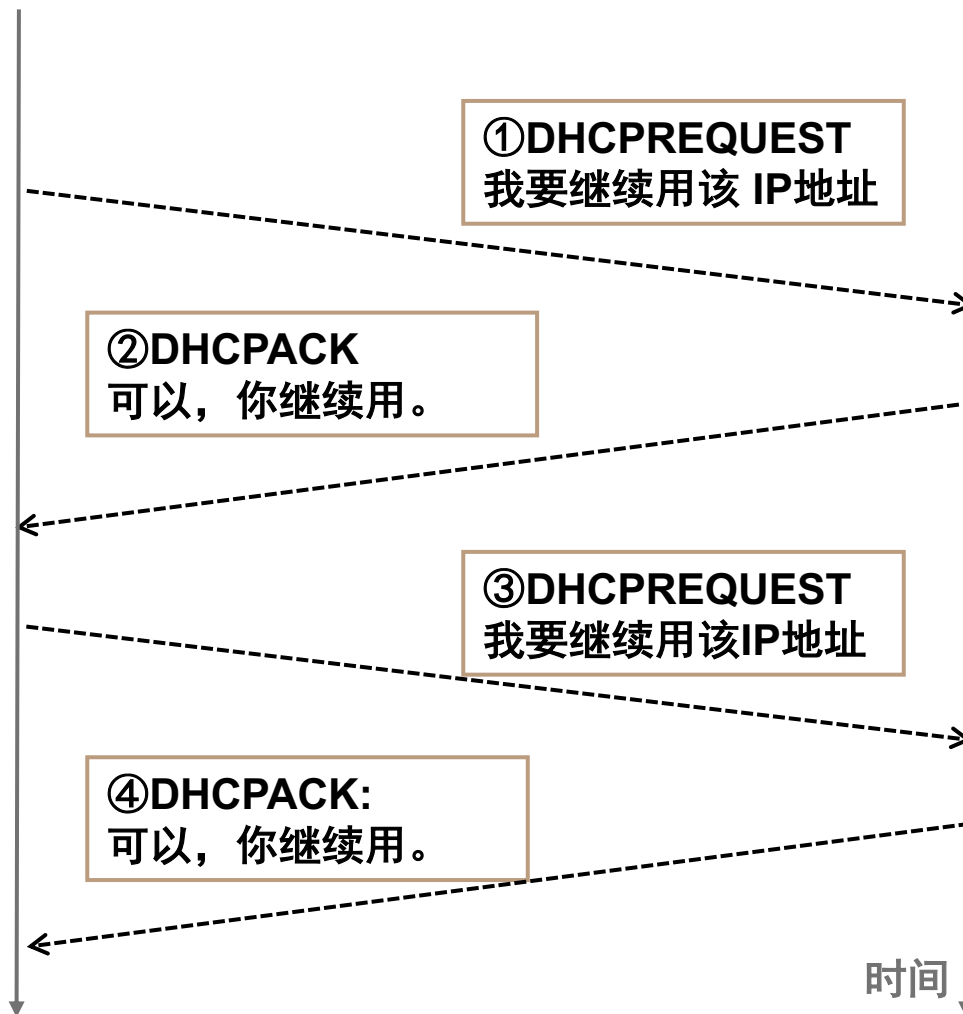 ①DHCPREQUEST
我要继续用该 IP地址
②DHCPACK
可以，你继续用。
③DHCPREQUEST
我要继续用该IP地址
④DHCPACK:
可以，你继续用。
时间